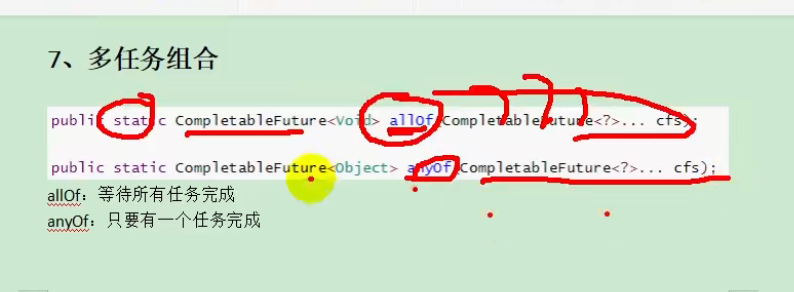 7、多任务组合
public static CompletableFuture<Void> allOf(CompletableFuture<?>... cfs);
public static CompletableFuture<Object> anyOf(CompletableFuture<?>... cfs);
allOf：等待所有任务完成
anyOf：只要有一个任务完成